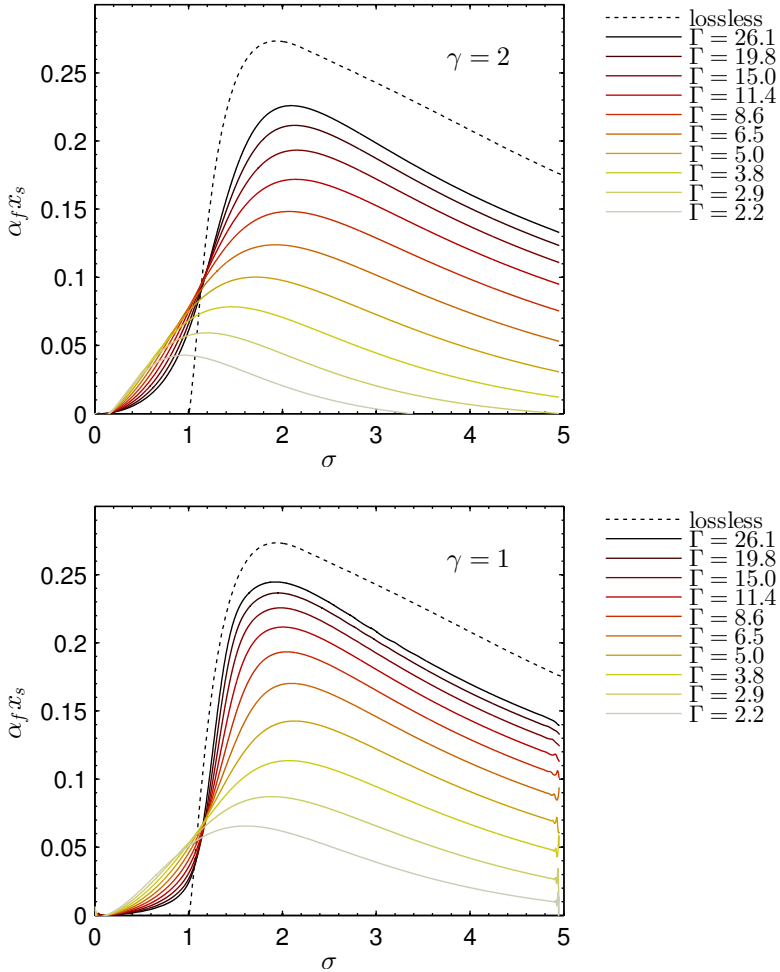 0.25
0.2
0.15
0.1
0.05
0
α_f x_s
γ = 2
0 1 2 3 4 5
σ
lossless
Γ = 26.1
Γ = 19.8
Γ = 15.0
Γ = 11.4
Γ = 8.6
Γ = 6.5
Γ = 5.0
Γ = 3.8
Γ = 2.9
Γ = 2.2
0.25
0.2
0.15
0.1
0.05
0
α_f x_s
γ = 1
0 1 2 3 4 5
σ
lossless
Γ = 26.1
Γ = 19.8
Γ = 15.0
Γ = 11.4
Γ = 8.6
Γ = 6.5
Γ = 5.0
Γ = 3.8
Γ = 2.9
Γ = 2.2